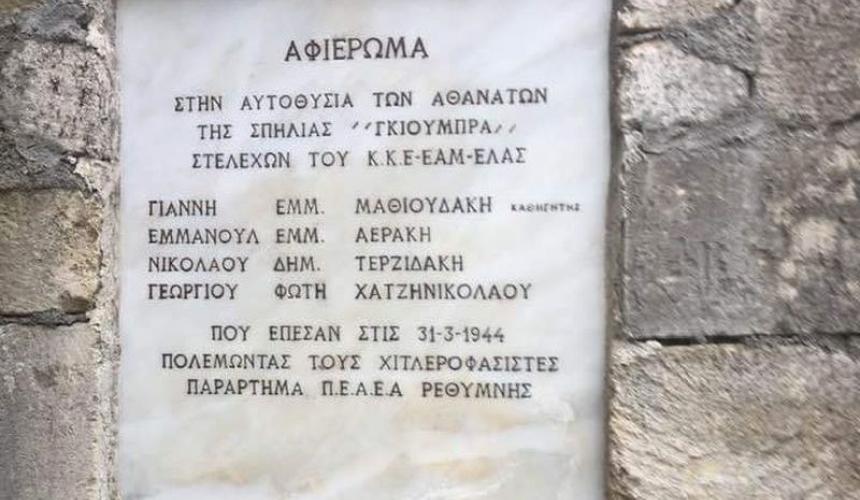 ΑΦΙΕΡΩΜΑ
ΣΤΗΝ ΑΥΤΟΘΥΣΙΑ ΤΩΝ ΑΘΑΝΑΤΩΝ
ΤΗΣ ΣΠΗΛΙΑΣ ‘‘ΓΚΙΟΥΜΠΡΑ,,
ΣΤΕΛΕΧΩΝ ΤΟΥ Κ.Κ.Ε-ΕΑΜ-ΕΛΑΣ
ΓΙΑΝΝΗ ΕΜΜ. ΜΑΘΙΟΥΔΑΚΗ ΚΑΘΗΓΗΤΗΣ
ΕΜΜΑΝΟΥΛ ΕΜΜ. ΑΕΡΑΚΗ
ΝΙΚΟΛΑΟΥ ΔΗΜ. ΤΕΡΖΙΔΑΚΗ
ΓΕΩΡΓΙΟΥ ΦΩΤΗ ΧΑΤΖΗΝΙΚΟΛΑΟΥ
ΠΟΥ ΕΠΕΣΑΝ ΣΤΙΣ 31-3-1944
ΠΟΛΕΜΩΝΤΑΣ ΤΟΥΣ ΧΙΤΛΕΡΟΦΑΣΙΣΤΕΣ
ΠΑΡΑΡΤΗΜΑ Π.Ε.Α.Ε.Α ΡΕΘΥΜΝΗΣ